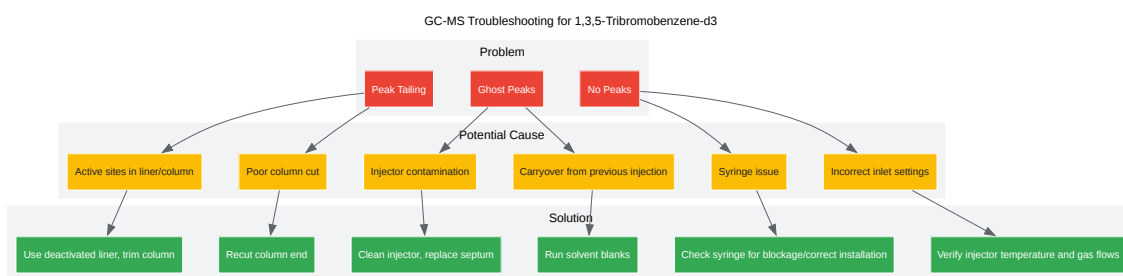 GC-MS Troubleshooting for 1,3,5-Tribromobenzene-d3
Problem
Peak Tailing
Ghost Peaks
No Peaks
Potential Cause
Active sites in liner/column
Poor column cut
Injector contamination
Carryover from previous injection
Syringe issue
Incorrect inlet settings
Solution
Use deactivated liner, trim column
Recut column end
Clean injector, replace septum
Run solvent blanks
Check syringe for blockage/correct installation
Verify injector temperature and gas flows